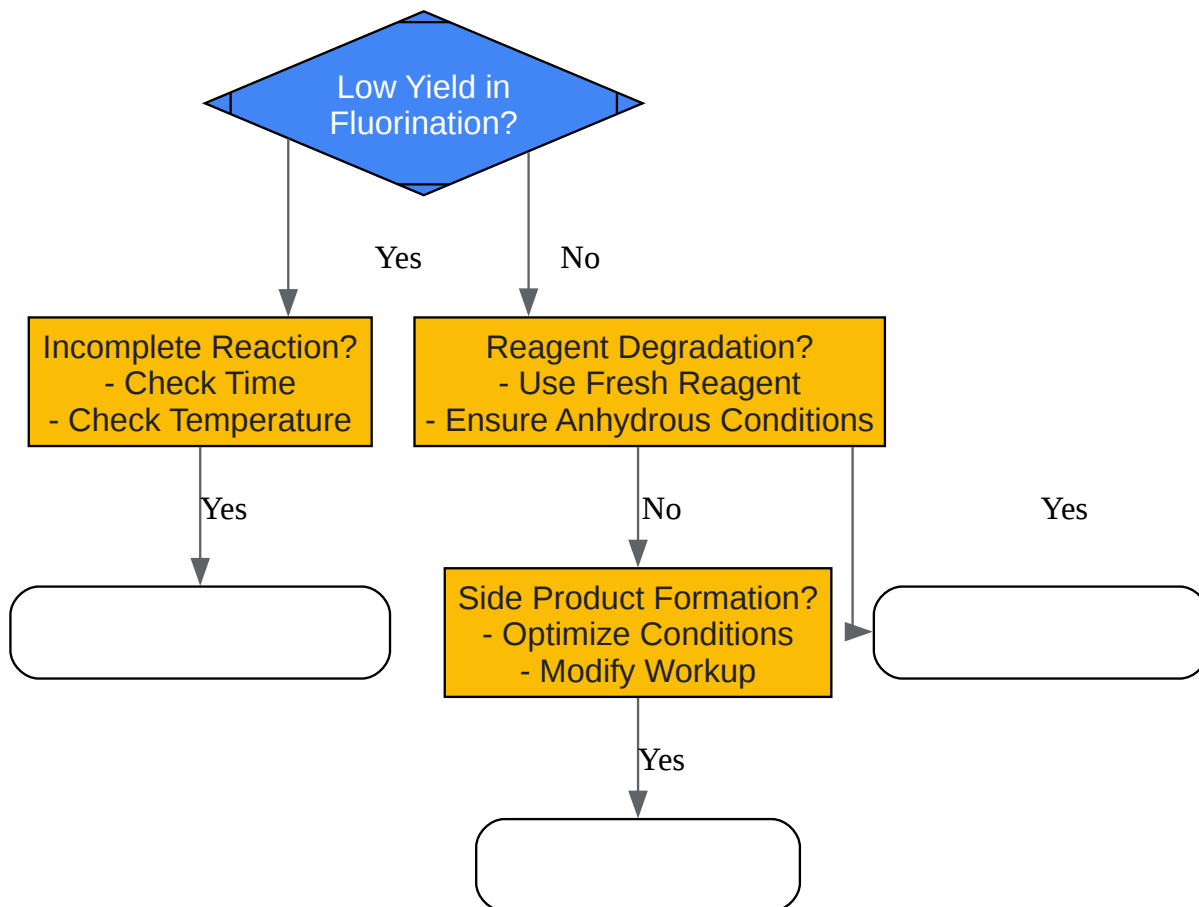 Low Yield in
Fluorination?
Yes
No
Incomplete Reaction?
- Check Time
- Check Temperature
Reagent Degradation?
- Use Fresh Reagent
- Ensure Anhydrous Conditions
Yes
No
Yes
Side Product Formation?
- Optimize Conditions
- Modify Workup
Yes